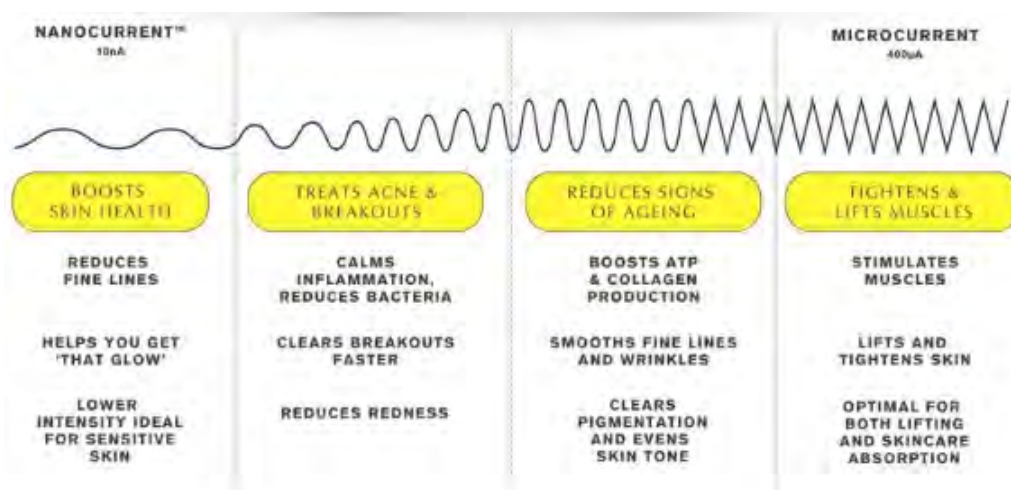 NANOCURRENT™
10nA
MICROCURRENT
400µA
BOOSTS
SKIN HEALTH
TREATS ACNE &
BREAKOUTS
REDUCES SIGNS
OF AGEING
TIGHTENS &
LIFTS MUSCLES
REDUCES
FINE LINES
CALMS
INFLAMMATION,
REDUCES BACTERIA
BOOSTS ATP
& COLLAGEN
PRODUCTION
STIMULATES
MUSCLES
HELPS YOU GET
'THAT GLOW'
CLEARS BREAKOUTS
FASTER
SMOOTHS FINE LINES
AND WRINKLES
LIFTS AND
TIGHTENS SKIN
LOWER
INTENSITY IDEAL
FOR SENSITIVE
SKIN
REDUCES REDNESS
CLEARS
PIGMENTATION
AND EVENS
SKIN TONE
OPTIMAL FOR
BOTH LIFTING
AND SKINCARE
ABSORPTION